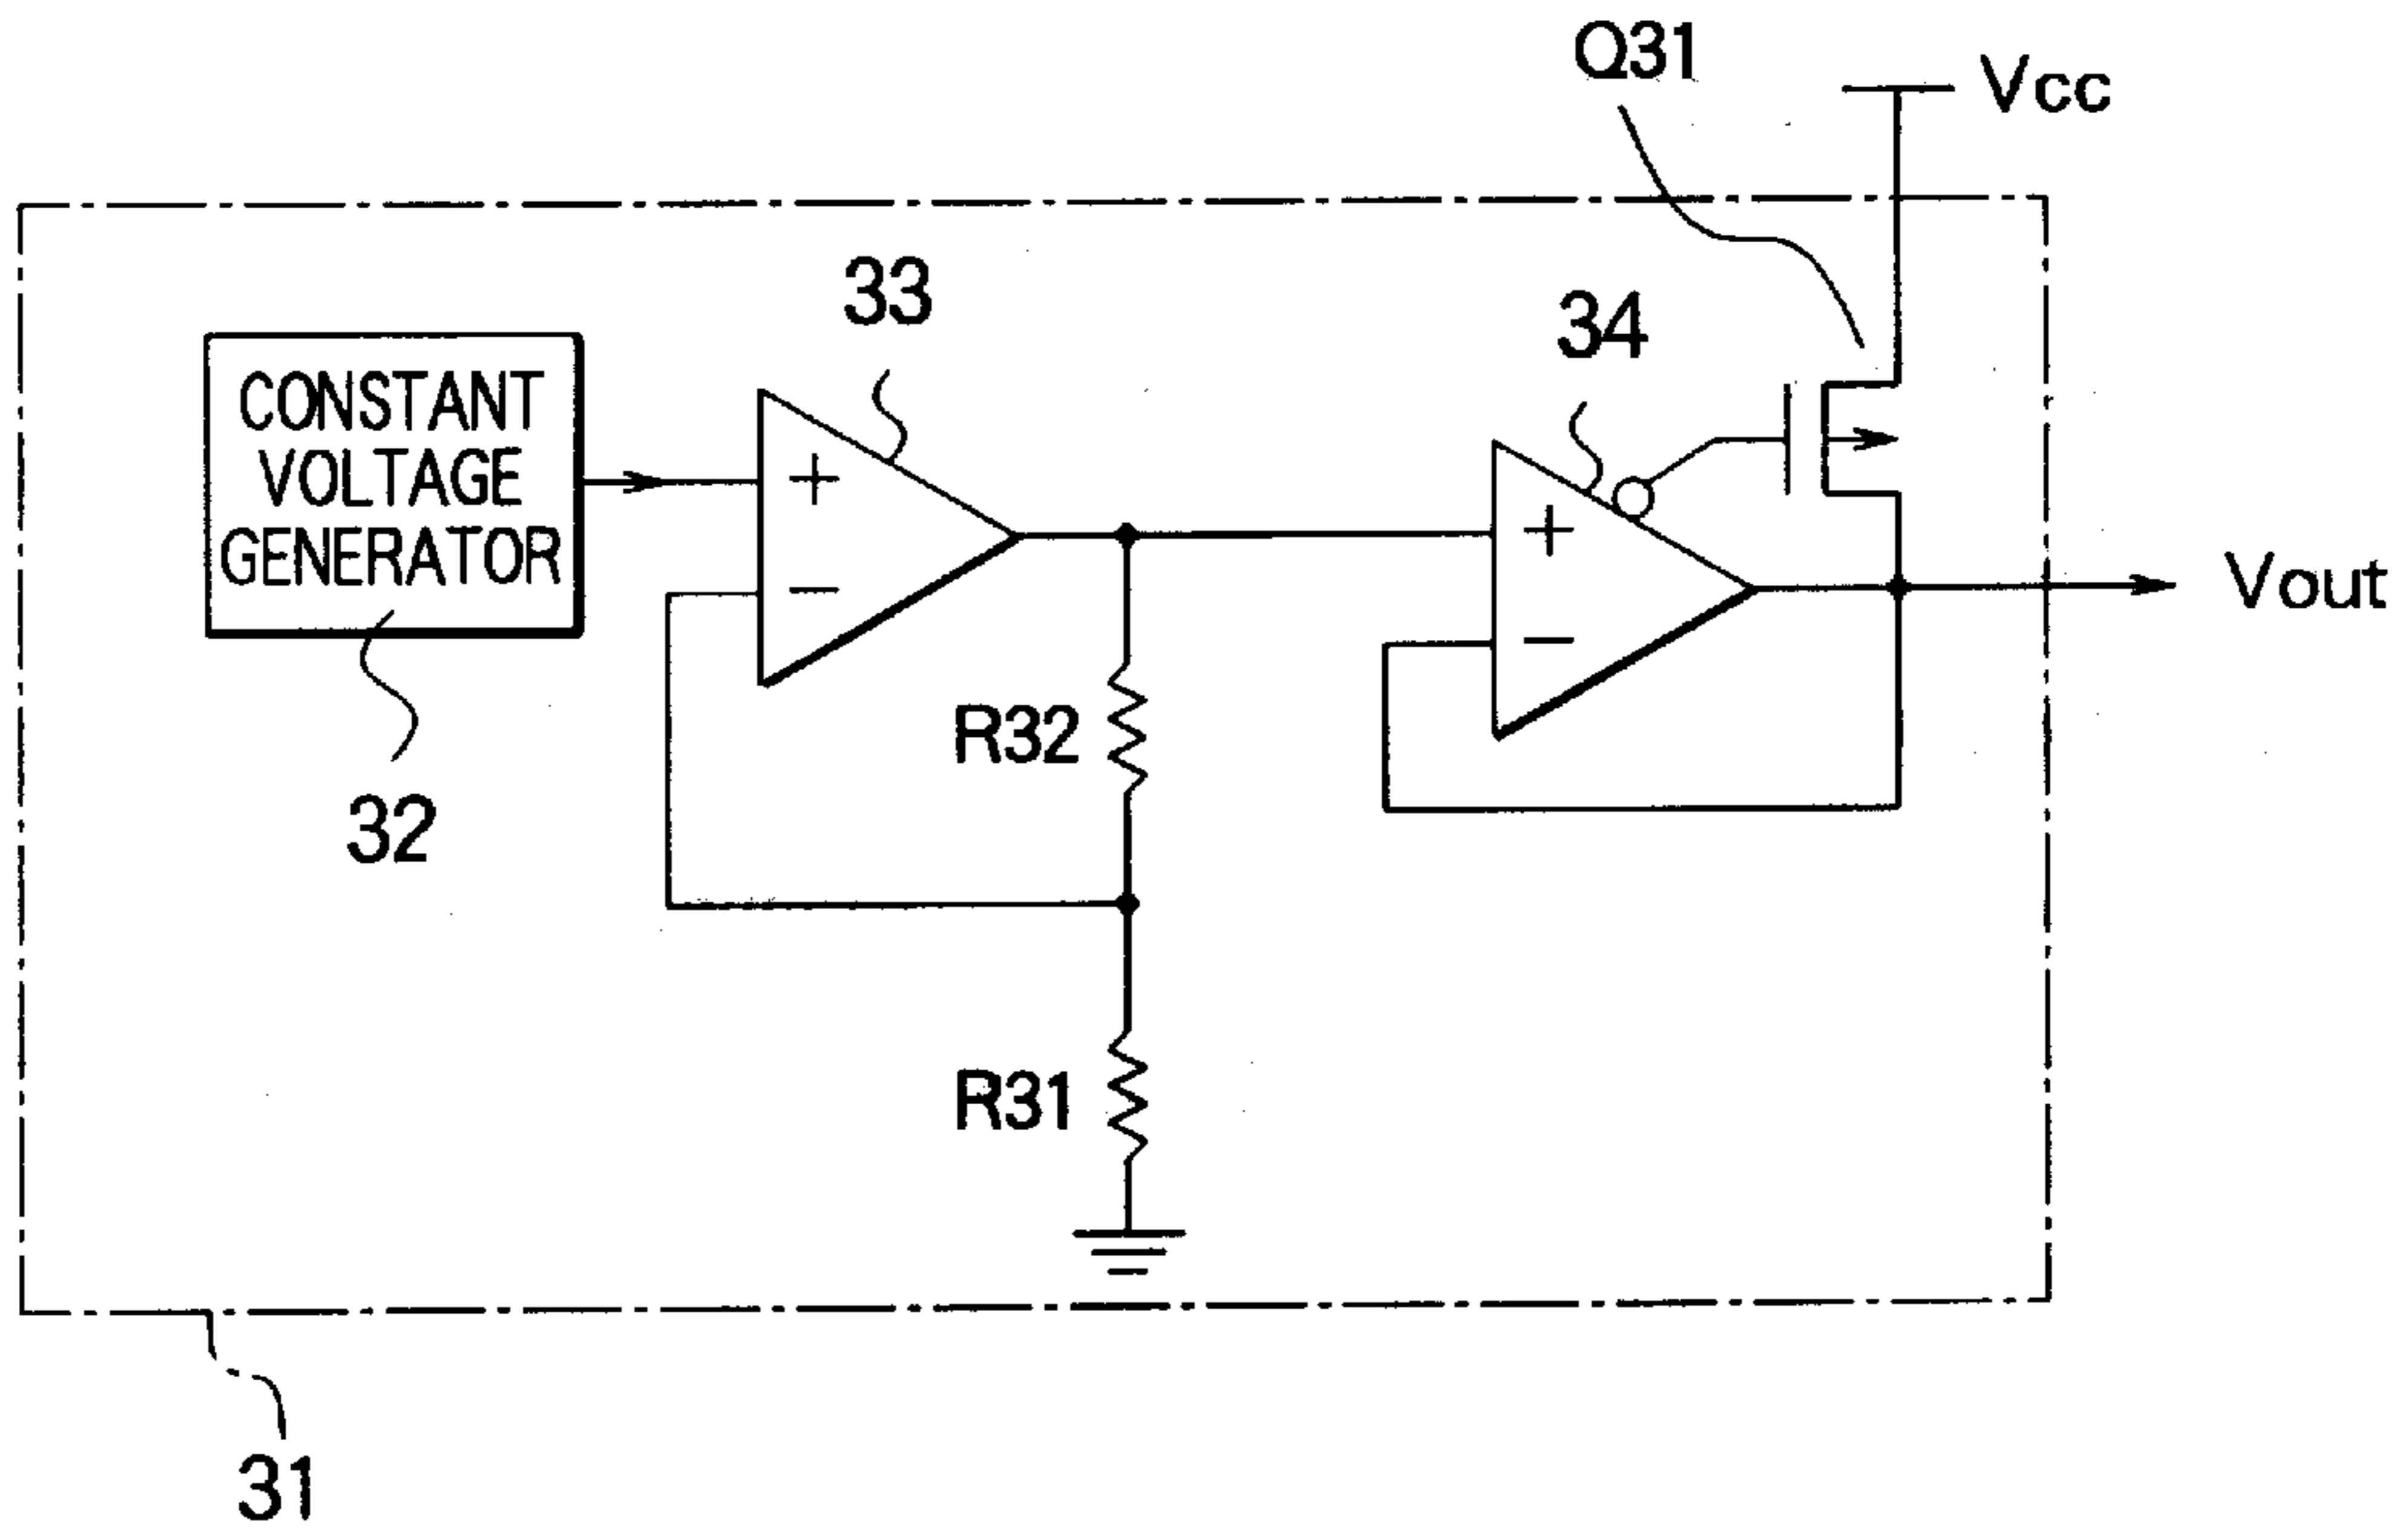 Q31
Vcc
33
34
CONSTANT
VOLTAGE
GENERATOR
+
−
+
−
Vout
R32
32
R31
31